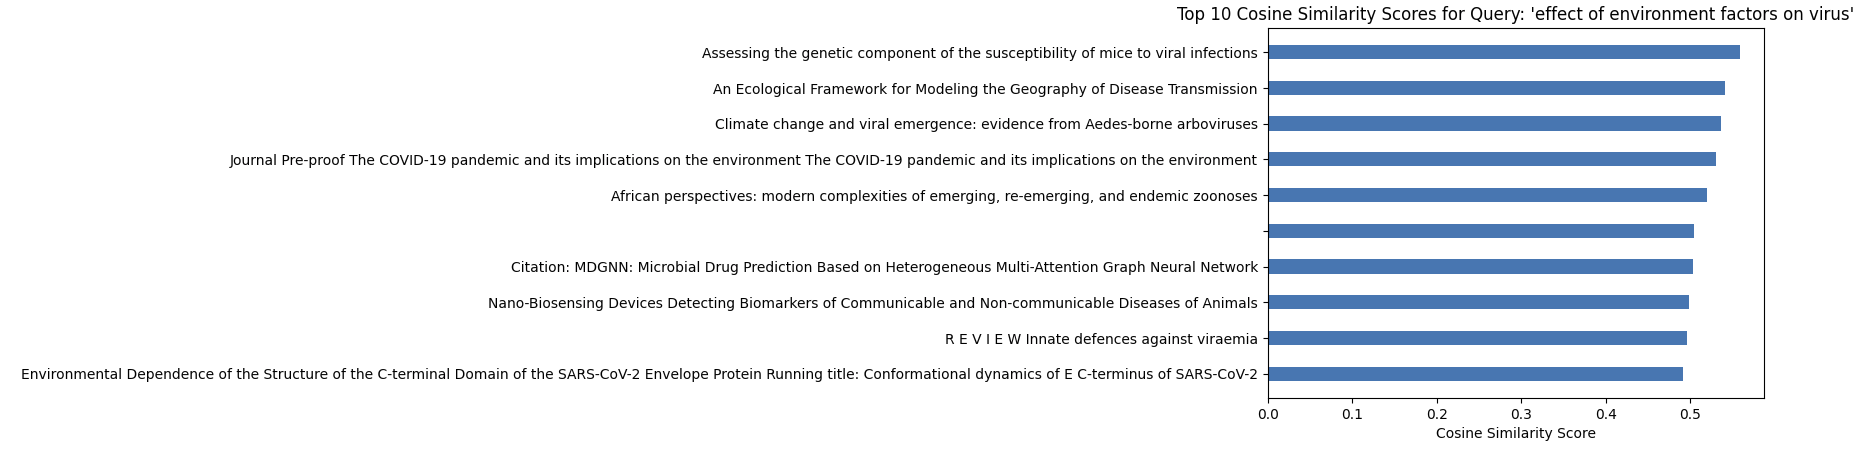 Top 10 Cosine Similarity Scores for Query: 'effect of environment factors on virus'
Assessing the genetic component of the susceptibility of mice to viral infections
An Ecological Framework for Modeling the Geography of Disease Transmission
Climate change and viral emergence: evidence from Aedes-borne arboviruses
Journal Pre-proof The COVID-19 pandemic and its implications on the environment The COVID-19 pandemic and its implications on the environment
African perspectives: modern complexities of emerging, re-emerging, and endemic zoonoses
Citation: MDGNN: Microbial Drug Prediction Based on Heterogeneous Multi-Attention Graph Neural Network
Nano-Biosensing Devices Detecting Biomarkers of Communicable and Non-communicable Diseases of Animals
R E V I E W Innate defences against viraemia
Environmental Dependence of the Structure of the C-terminal Domain of the SARS-CoV-2 Envelope Protein Running title: Conformational dynamics of E C-terminus of SARS-CoV-2
0.0 0.1 0.2 0.3 0.4 0.5
Cosine Similarity Score